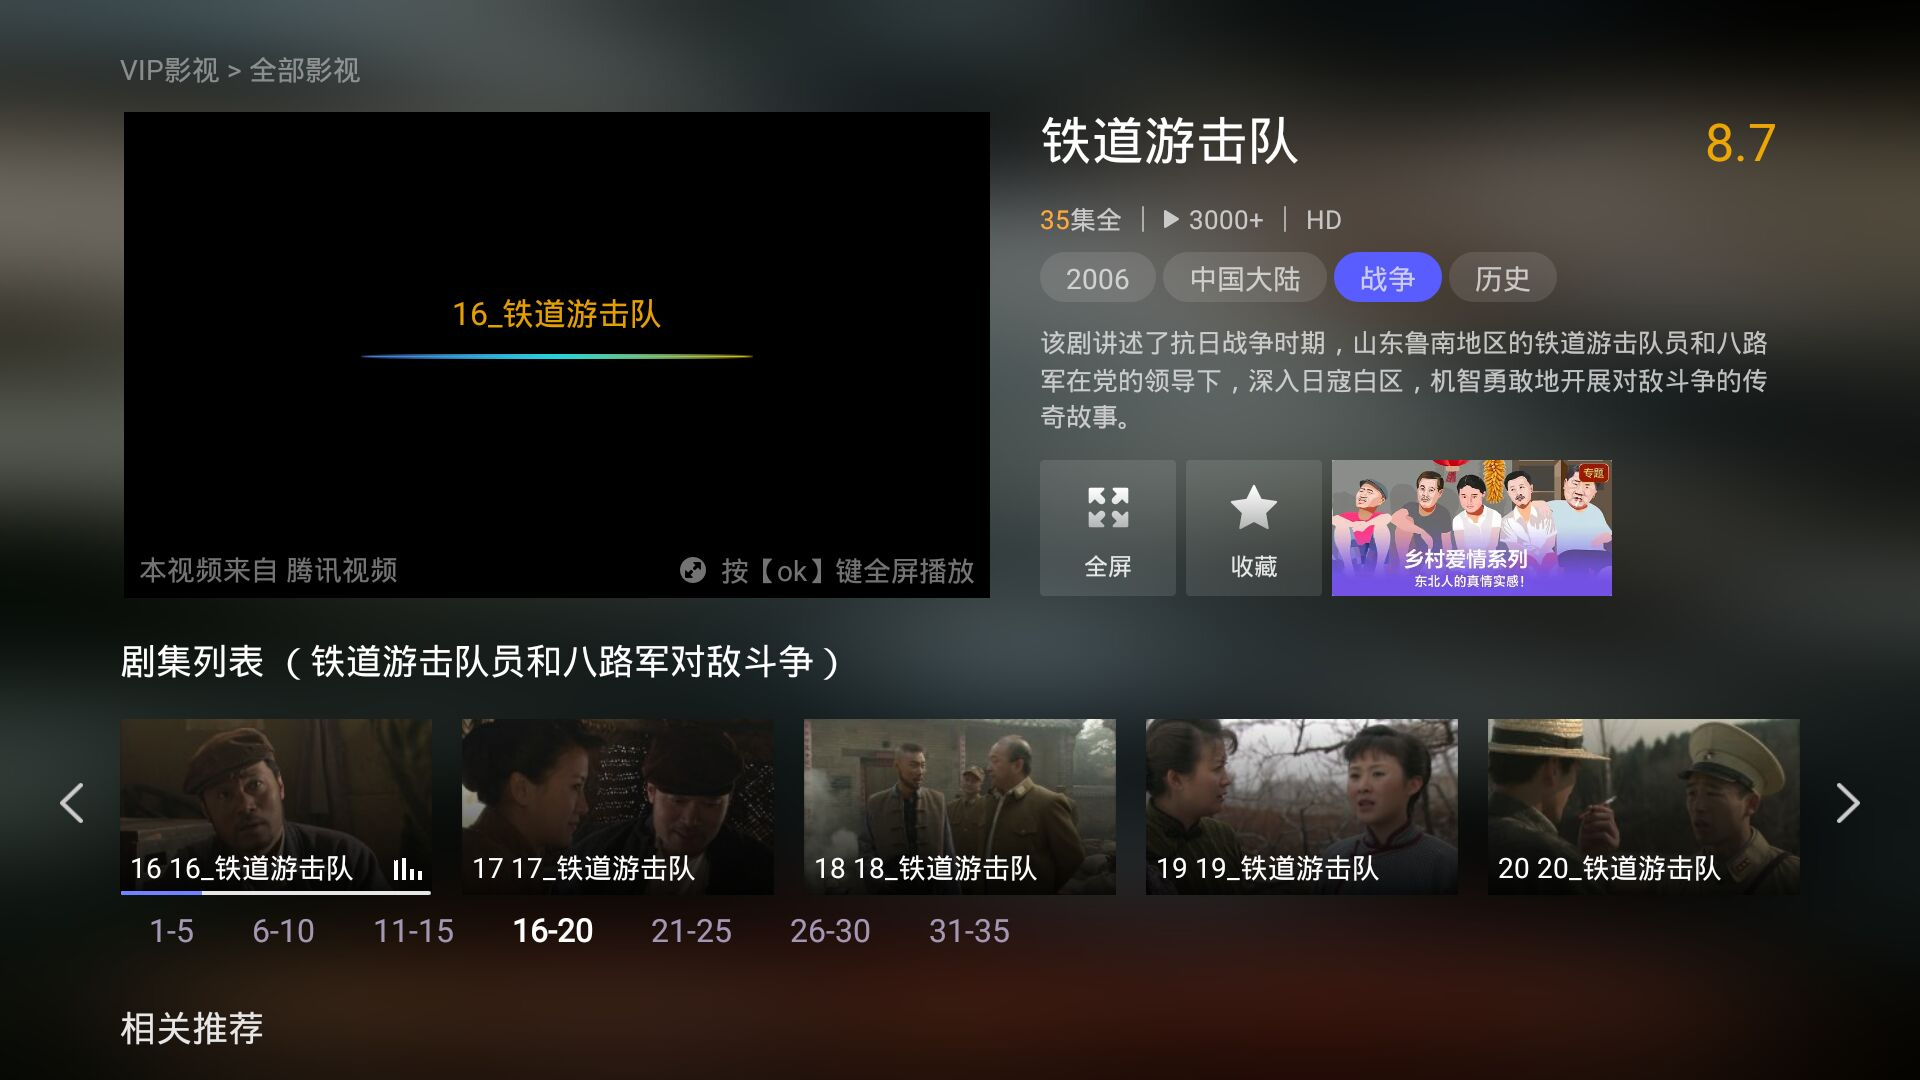 VIP影视 > 全部影视
16_铁道游击队
本视频来自 腾讯视频
按【ok】键全屏播放
铁道游击队
8.7
35集全 | 3000+ | HD
2006 中国大陆 战争 历史
该剧讲述了抗日战争时期，山东鲁南地区的铁道游击队员和八路
军在党的领导下，深入日寇白区，机智勇敢地开展对敌斗争的传
奇故事。
全屏
收藏
专题
乡村爱情系列
东北人的真情实感！
剧集列表 （铁道游击队员和八路军对敌斗争）
16 16_铁道游击队
17 17_铁道游击队
18 18_铁道游击队
19 19_铁道游击队
20 20_铁道游击队
1-5 6-10 11-15 16-20 21-25 26-30 31-35
相关推荐